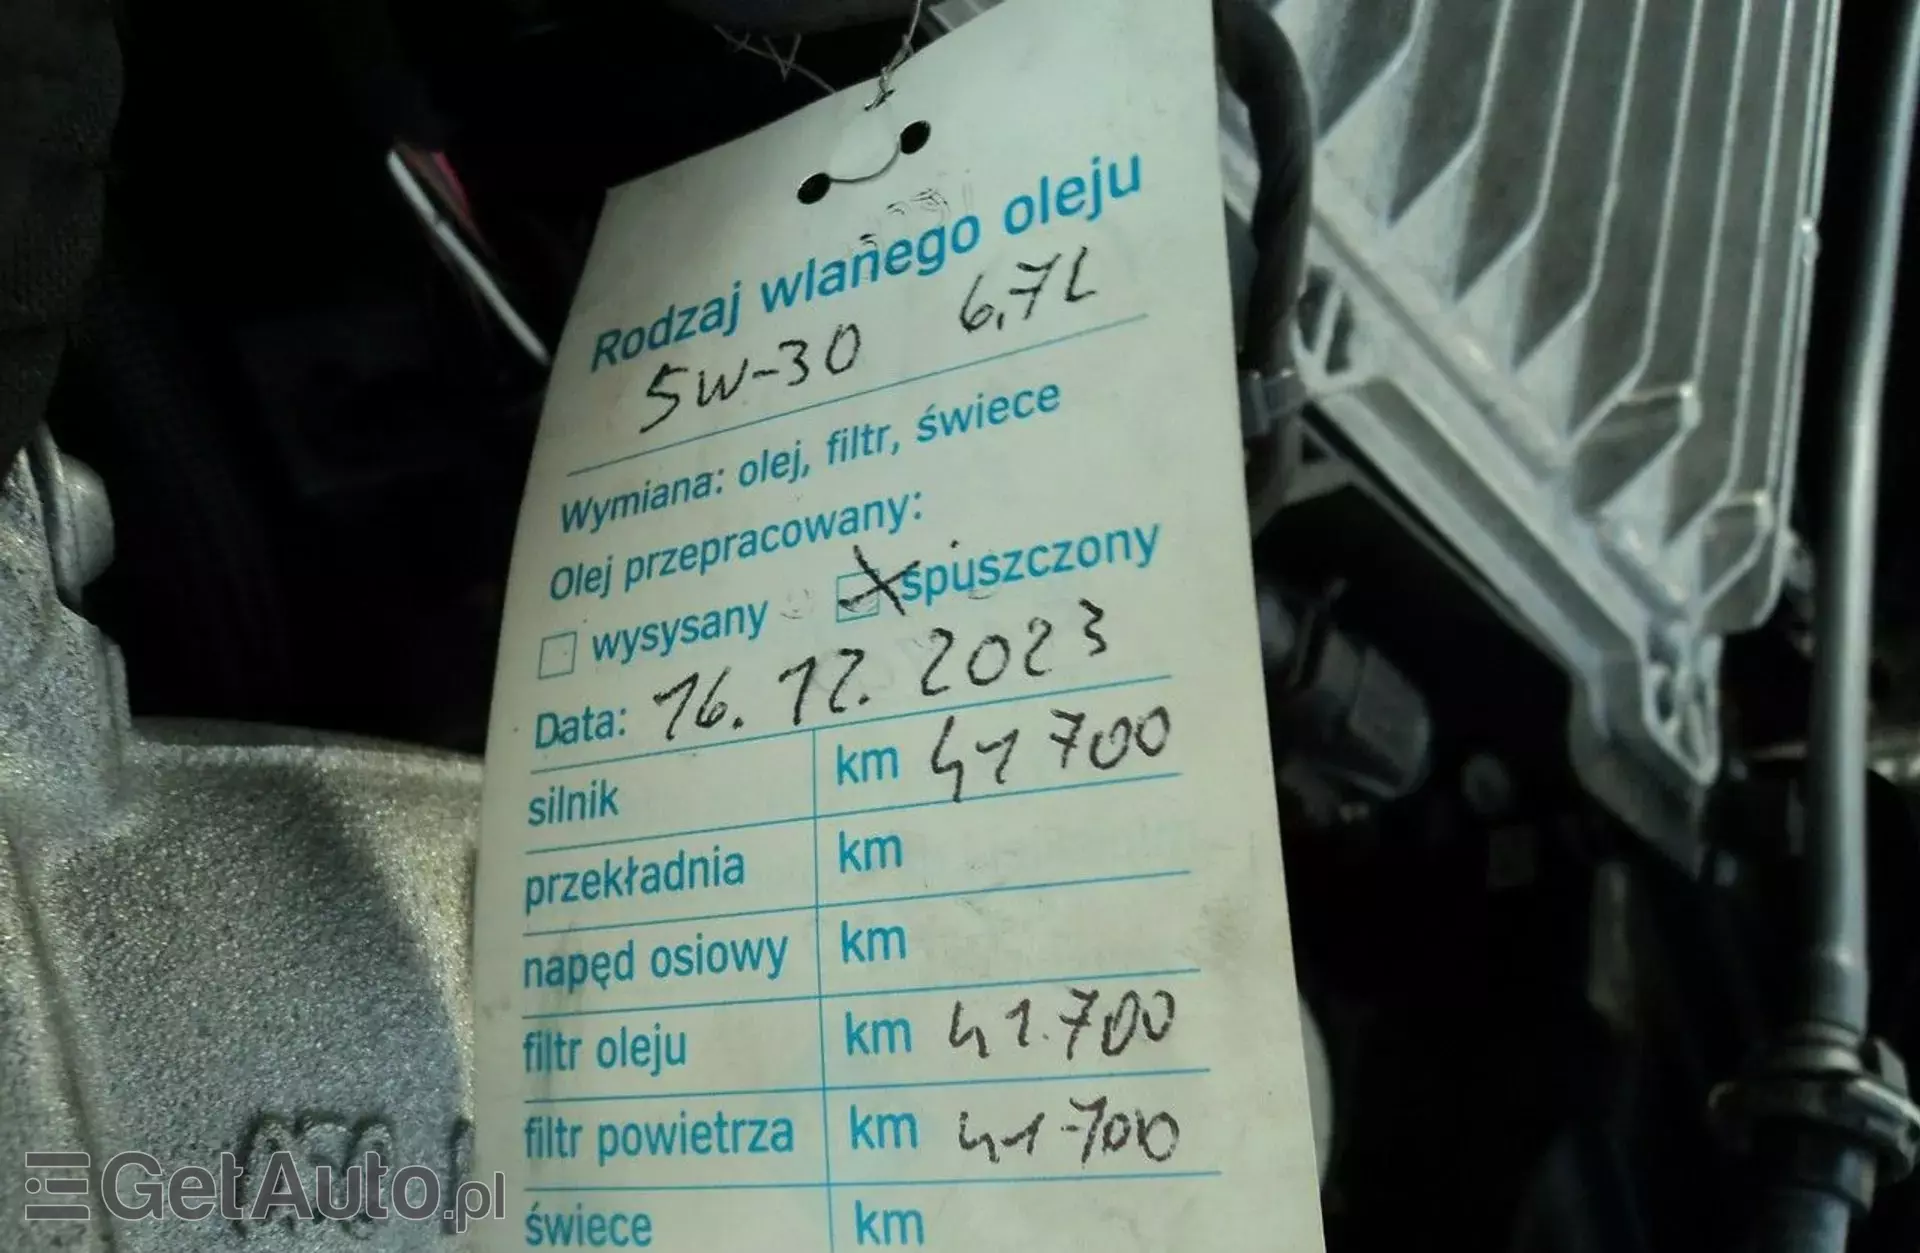 Rodzaj wlanego oleju
5W-30 6,7L
Wymiana: olej, filtr, świece
Olej przepracowany:
wysysany spuszczony
Data: 16.12.2023
silnik km 41 700
przekładnia km
napęd osiowy km
filtr oleju km 41.700
filtr powietrza km 41-700
świece km
GetAuto.pl